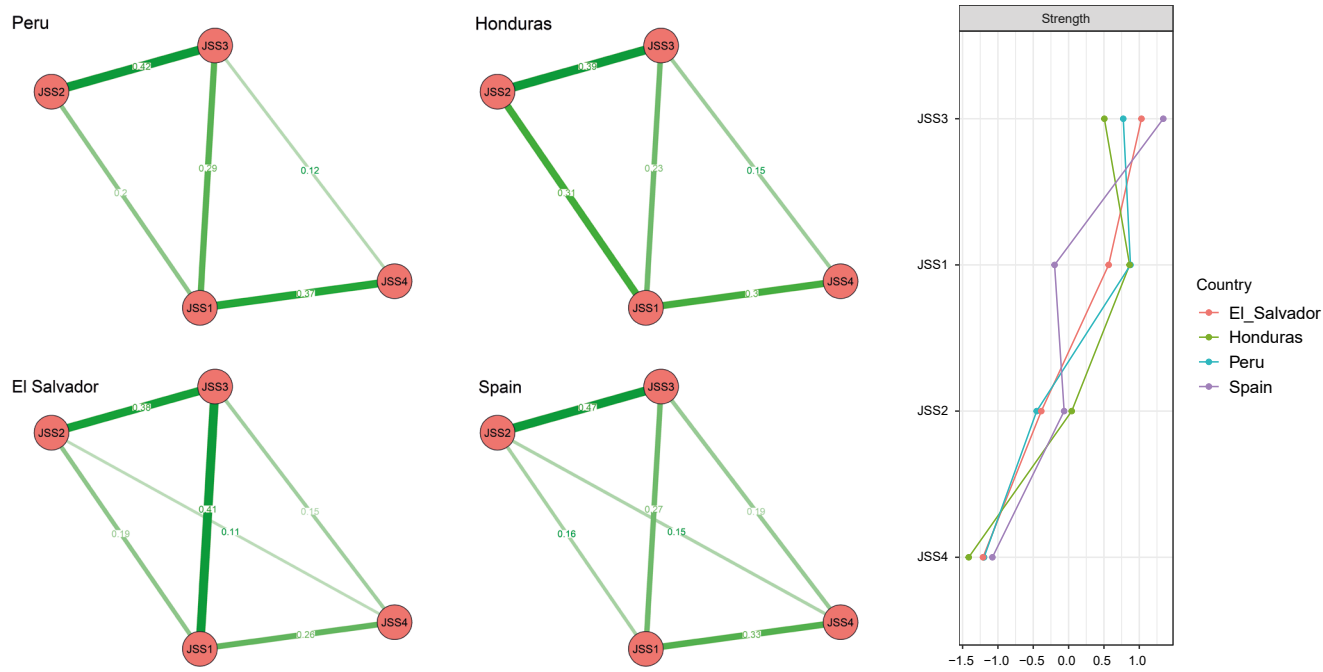 Peru
JSS3
0.42
JSS2
0.29
0.12
0.2
JSS4
0.37
JSS1
Honduras
JSS3
0.39
JSS2
0.23
0.15
0.31
JSS4
0.3
JSS1
El Salvador
JSS3
0.38
JSS2
0.41
0.15
0.11
0.19
JSS4
0.26
JSS1
Spain
JSS3
0.47
JSS2
0.27
0.19
0.15
0.16
JSS4
0.33
JSS1
Strength
JSS3
JSS1
JSS2
JSS4
−1.5 −1.0 −0.5 0.0 0.5 1.0
Country
El_Salvador
Honduras
Peru
Spain